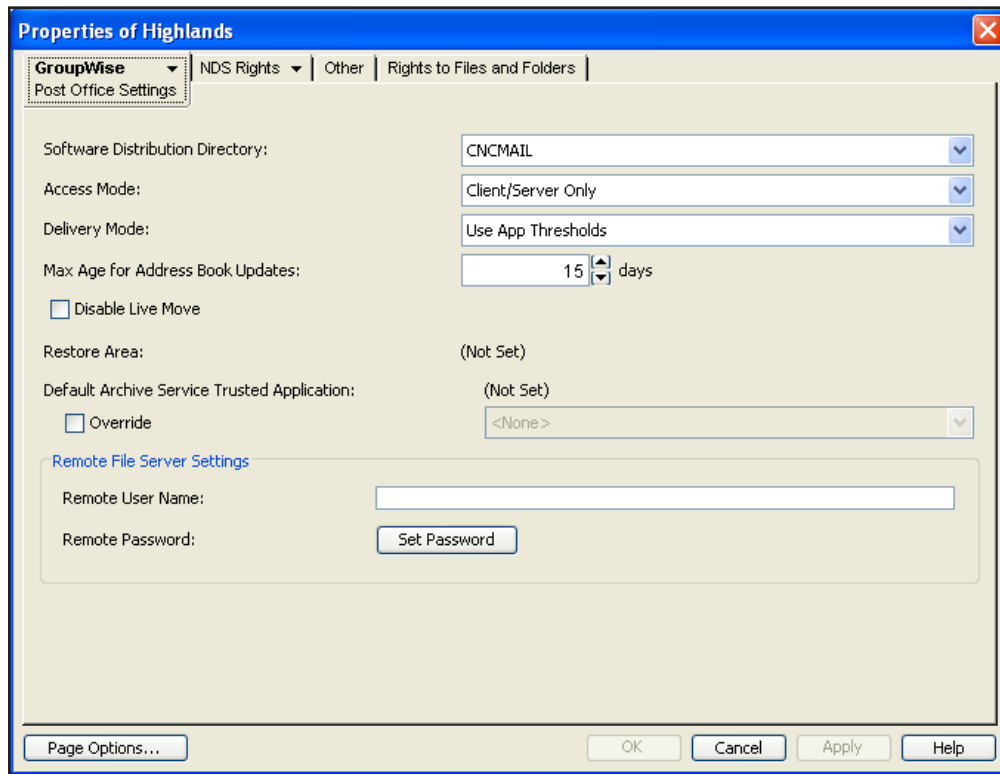 Properties of Highlands
GroupWise NDS Rights Other Rights to Files and Folders
Post Office Settings
Software Distribution Directory: CNCMAIL
Access Mode: Client/Server Only
Delivery Mode: Use App Thresholds
Max Age for Address Book Updates: 15 days
Disable Live Move
Restore Area: (Not Set)
Default Archive Service Trusted Application: (Not Set)
Override <None>
Remote File Server Settings
Remote User Name:
Remote Password: Set Password
Page Options... OK Cancel Apply Help